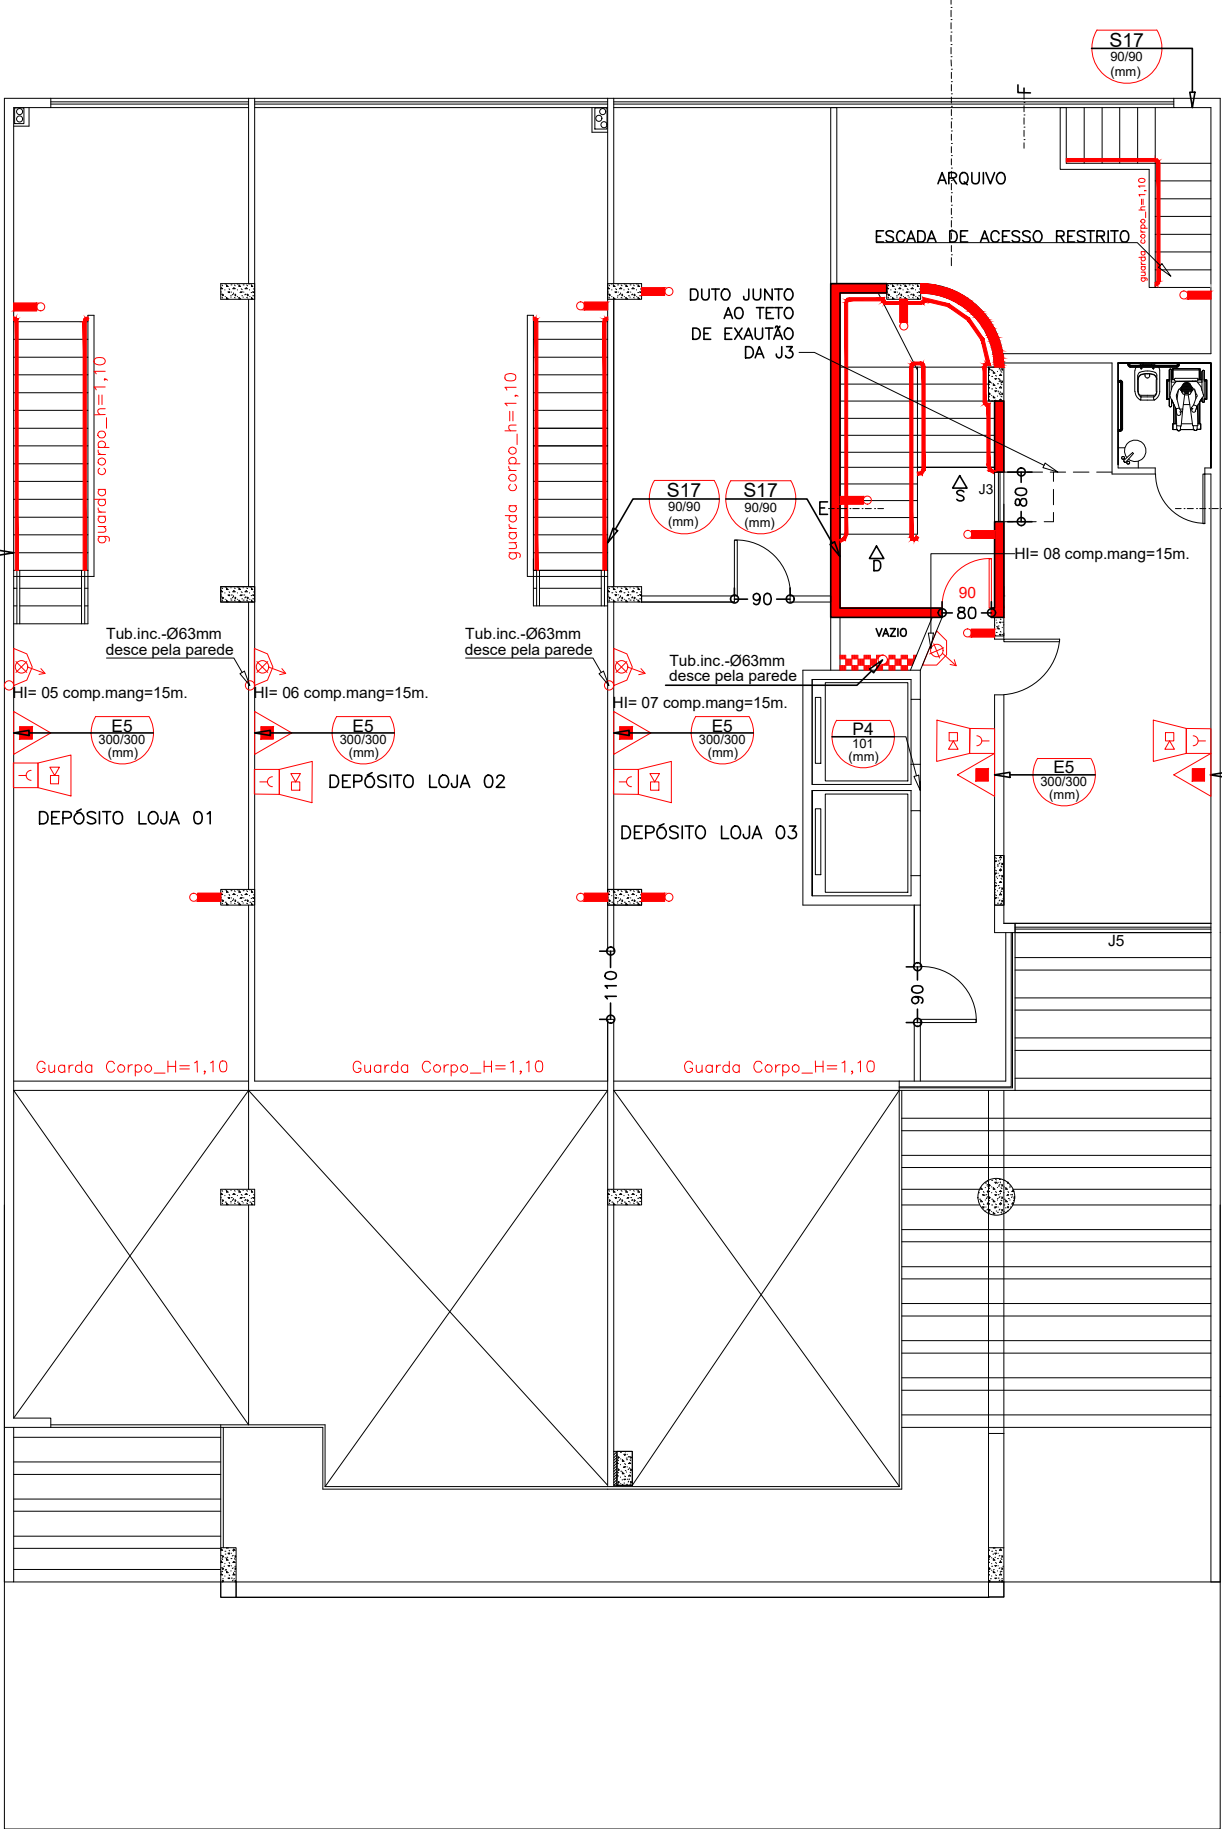 S17
90/90
(mm)
F
ARQUIVO
guarda corpo_h=1,10
ESCADA DE ACESSO RESTRITO
DUTO JUNTO
AO TETO
DE EXAUTÃO
DA J3
guarda corpo_h=1,10
guarda corpo_h=1,10
S17
90/90
(mm)
S17
90/90
(mm)
E
S
J3
80
D
HI= 08 comp.mang=15m.
90
90
80
VAZIO
Tub.inc.-Ø63mm
desce pela parede
Tub.inc.-Ø63mm
desce pela parede
Tub.inc.-Ø63mm
desce pela parede
HI= 05 comp.mang=15m.
HI= 06 comp.mang=15m.
HI= 07 comp.mang=15m.
E5
300/300
(mm)
E5
300/300
(mm)
E5
300/300
(mm)
P4
101
(mm)
E5
300/300
(mm)
DEPÓSITO LOJA 01
DEPÓSITO LOJA 02
DEPÓSITO LOJA 03
J5
110
90
Guarda Corpo_H=1,10
Guarda Corpo_H=1,10
Guarda Corpo_H=1,10